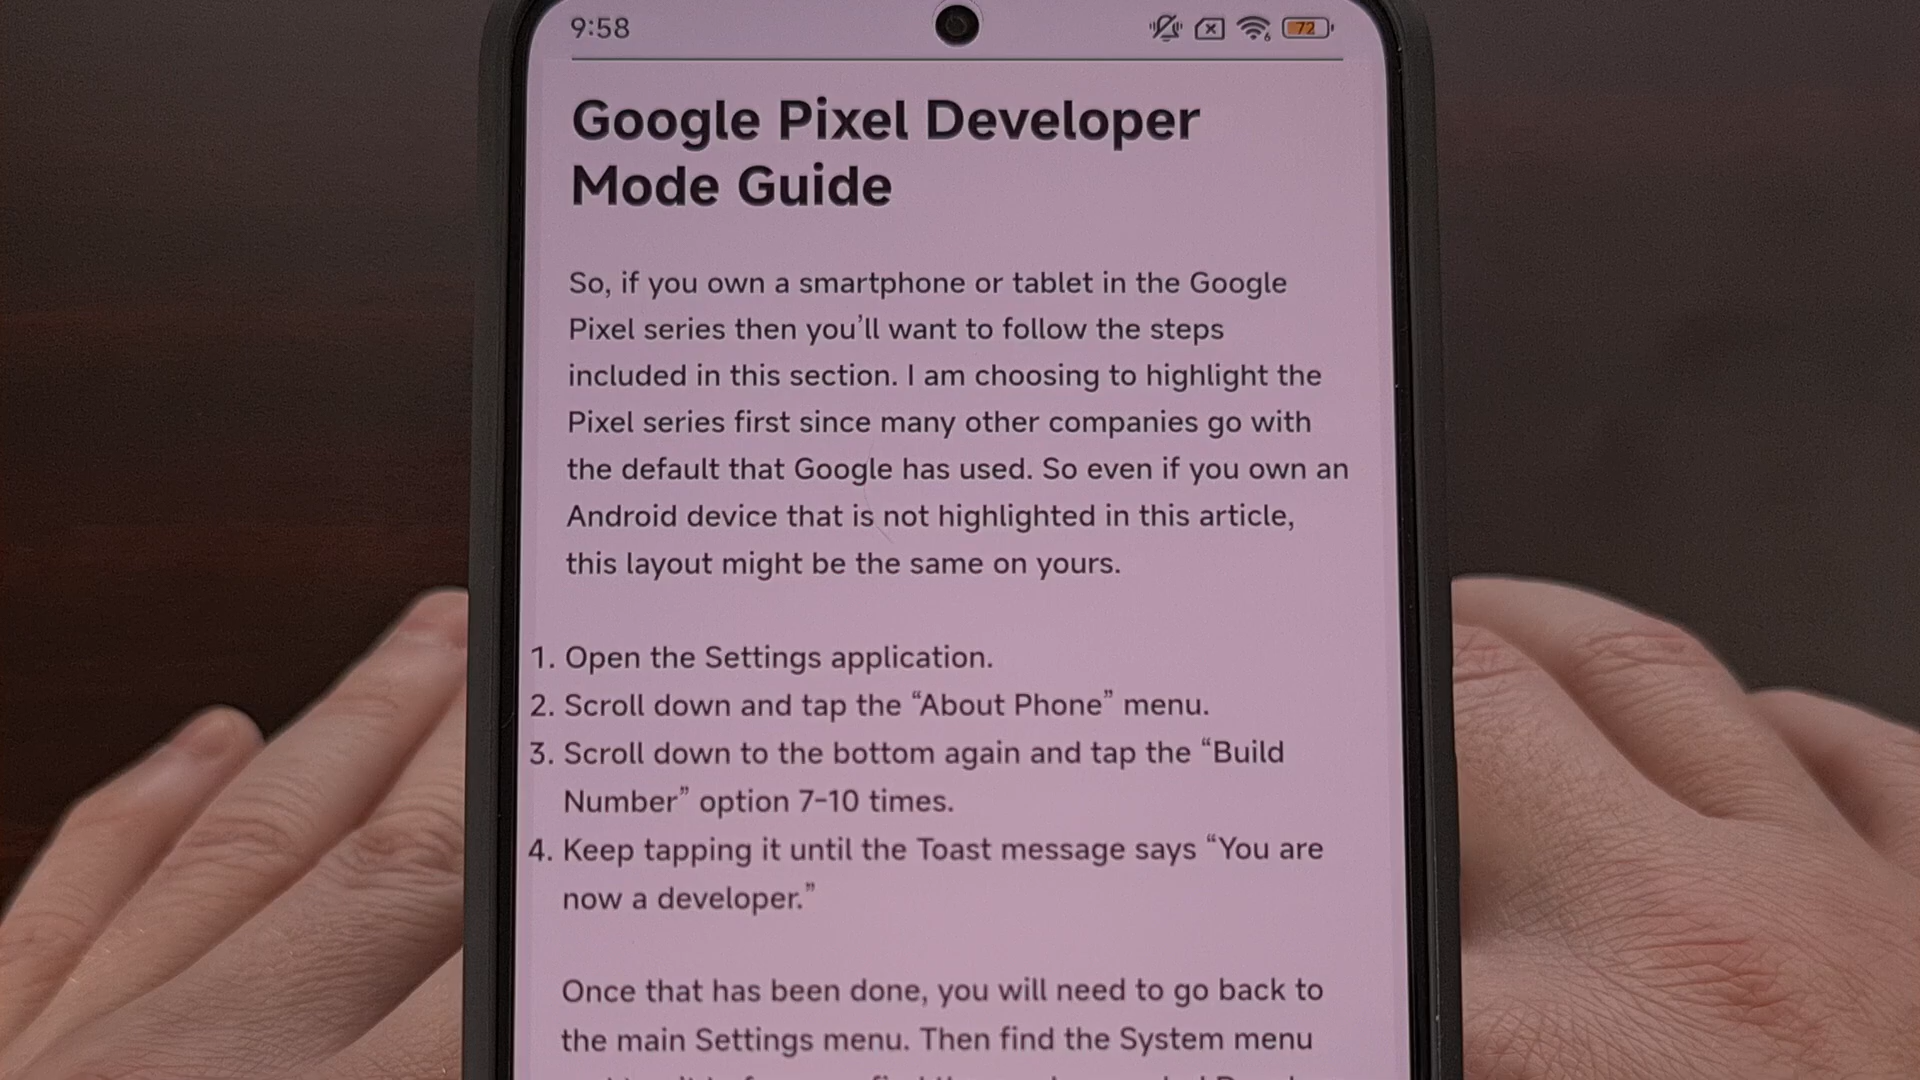 9:58
72
Google Pixel Developer
Mode Guide
So, if you own a smartphone or tablet in the Google
Pixel series then you’ll want to follow the steps
included in this section. I am choosing to highlight the
Pixel series first since many other companies go with
the default that Google has used. So even if you own an
Android device that is not highlighted in this article,
this layout might be the same on yours.
1. Open the Settings application.
2. Scroll down and tap the “About Phone” menu.
3. Scroll down to the bottom again and tap the “Build
Number” option 7-10 times.
4. Keep tapping it until the Toast message says “You are
now a developer.”
Once that has been done, you will need to go back to
the main Settings menu. Then find the System menu